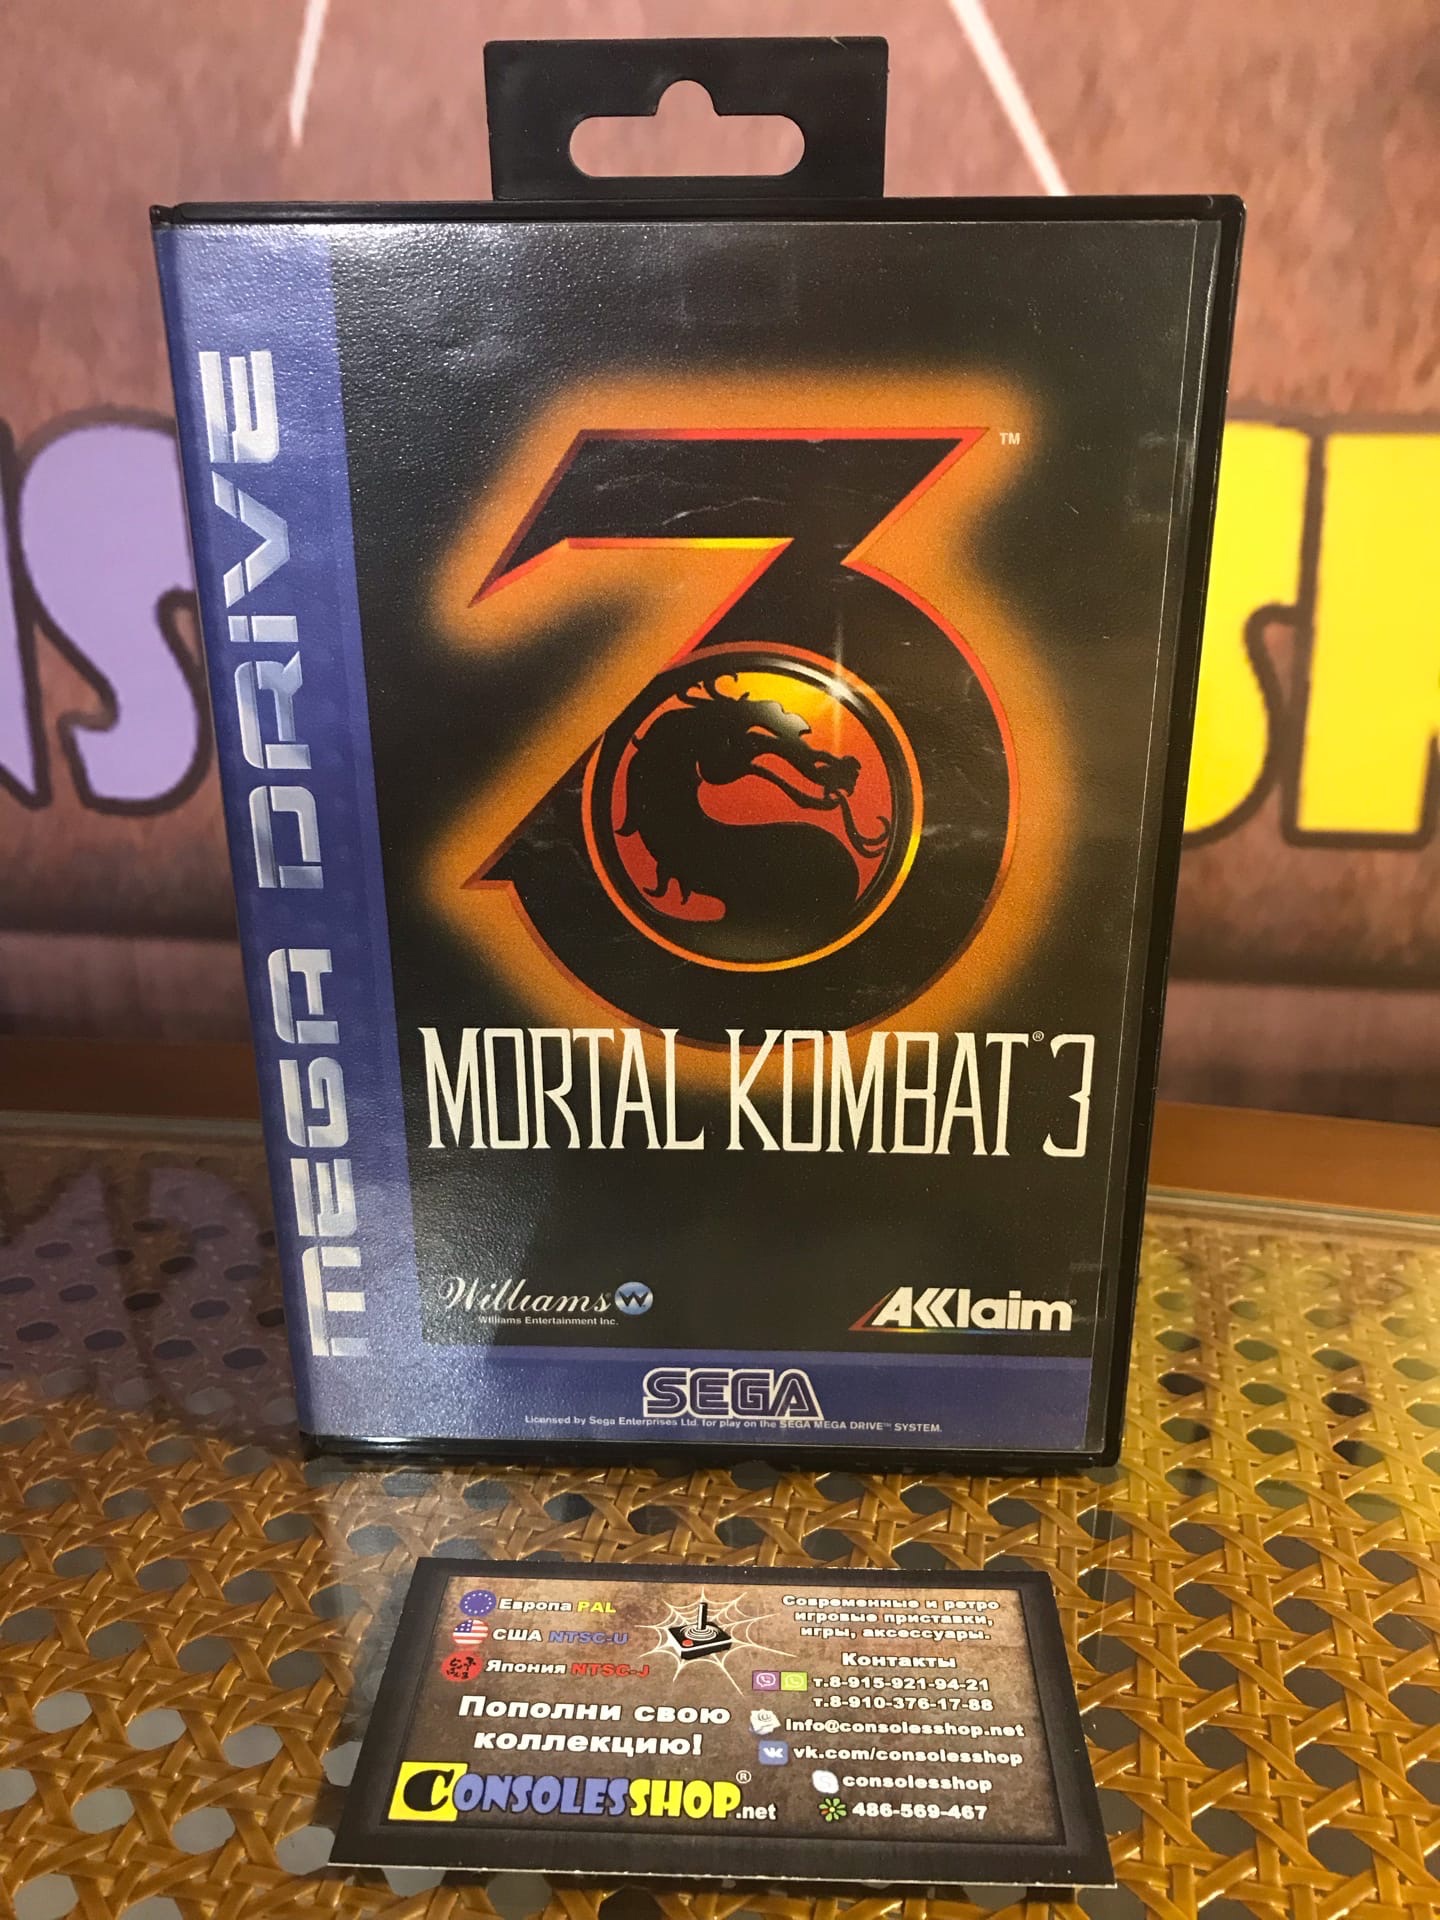 MEGA DRIVE
3
TM
MORTAL KOMBAT® 3
Williams® W
Williams Entertainment Inc.
AKKlaim®
SEGA
Licensed by Sega Enterprises Ltd. for play on the SEGA MEGA DRIVE™ SYSTEM.
Европа PAL
США NTSC-U
Япония NTSC-J
Пополни свою
коллекцию!
CONSOLESSHOP®.net
Современные и ретро
игровые приставки,
игры, аксессуары.
Контакты
т.8-915-921-94-21
т.8-910-376-17-88
info@consolesshop.net
vk.com/consolesshop
consolesshop
486-569-467